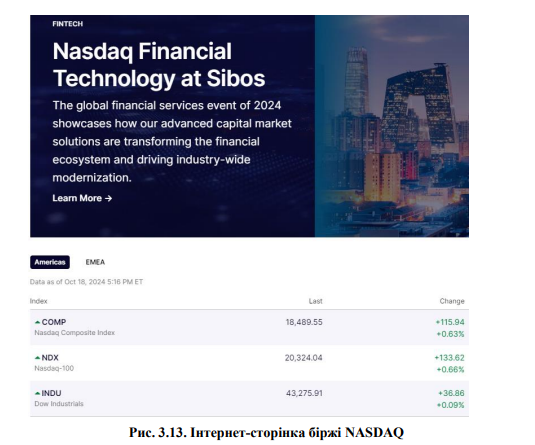 FINTECH
Nasdaq Financial
Technology at Sibos
The global financial services event of 2024
showcases how our advanced capital market
solutions are transforming the financial
ecosystem and driving industry-wide
modernization.
Learn More →
Americas EMEA
Data as of Oct 18, 2024 5:16 PM ET
Index Last Change
COMP 18,489.55 +115.94
Nasdaq Composite Index +0.63%
NDX 20,324.04 +133.62
Nasdaq-100 +0.66%
INDU 43,275.91 +36.86
Dow Industrials +0.09%
Рис. 3.13. Інтернет-сторінка біржі NASDAQ